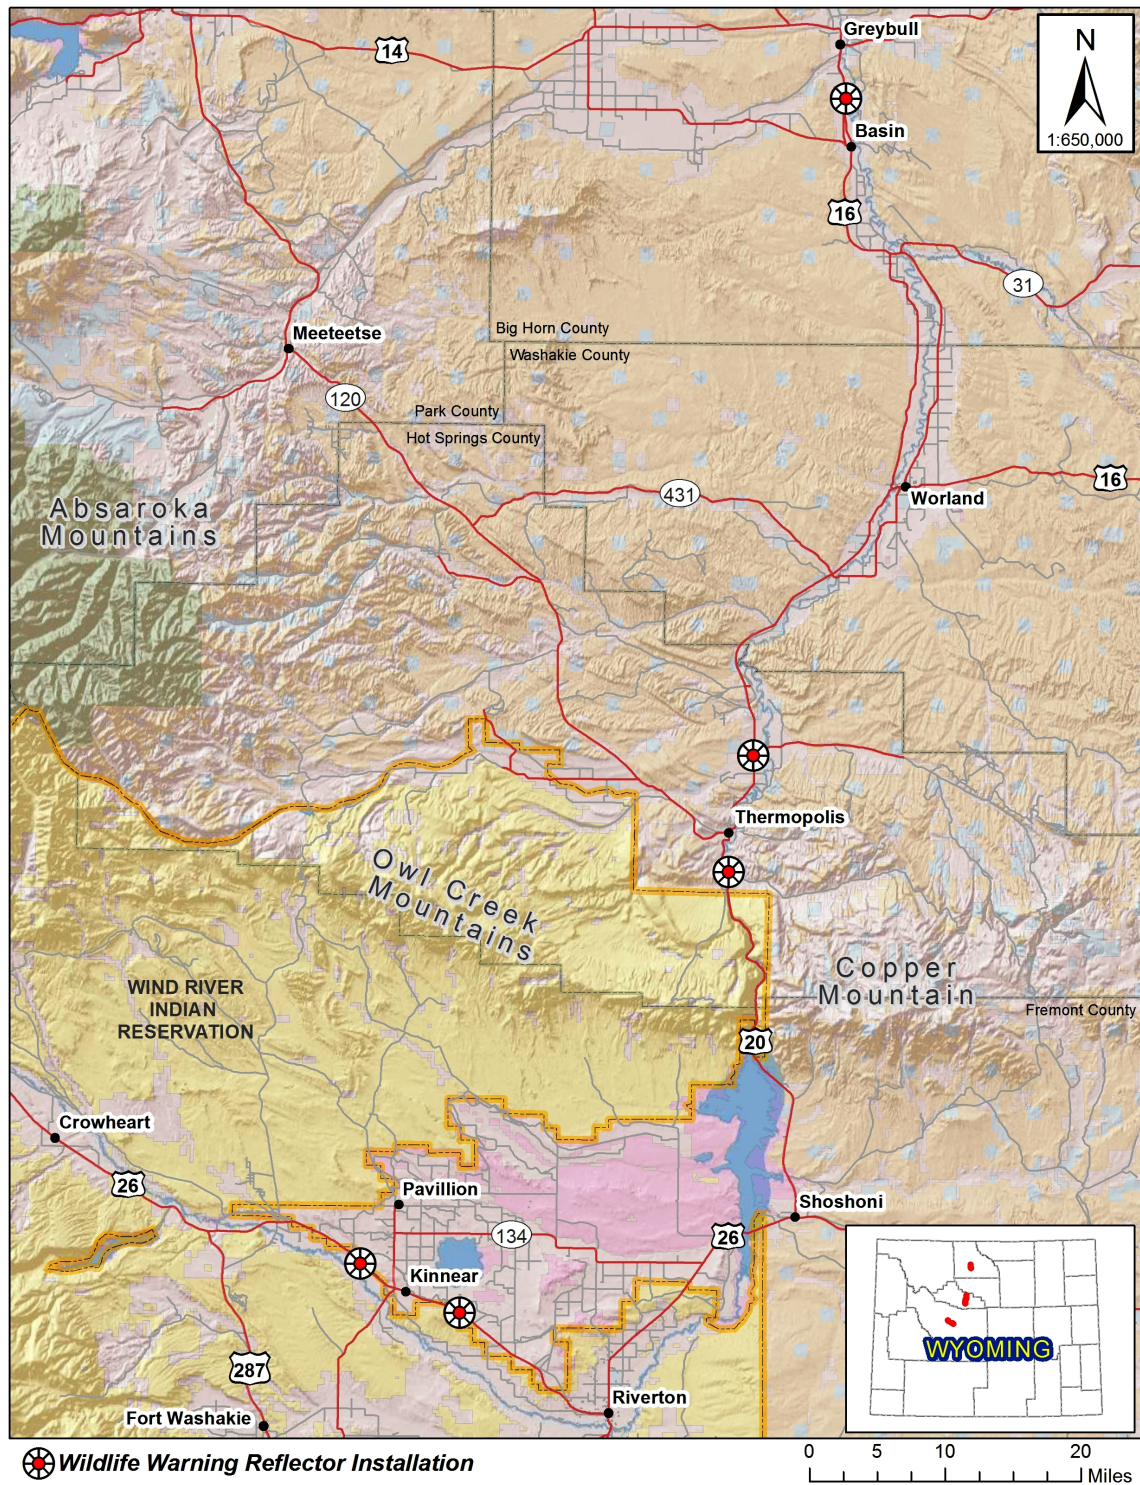 Greybull
N
14
1:650,000
Basin
16
31
Big Horn County
Meeteetse
Washakie County
120
Park County
Hot Springs County
16
431
Worland
Absaroka
Mountains
Thermopolis
Owl Creek
Mountains
Copper
Mountain
WIND RIVER
INDIAN
RESERVATION
Fremont County
20
Crowheart
26
Pavillion
Shoshoni
134
26
Kinnear
WYOMING
287
Riverton
Fort Washakie
Wildlife Warning Reflector Installation
0 5 10 20
Miles